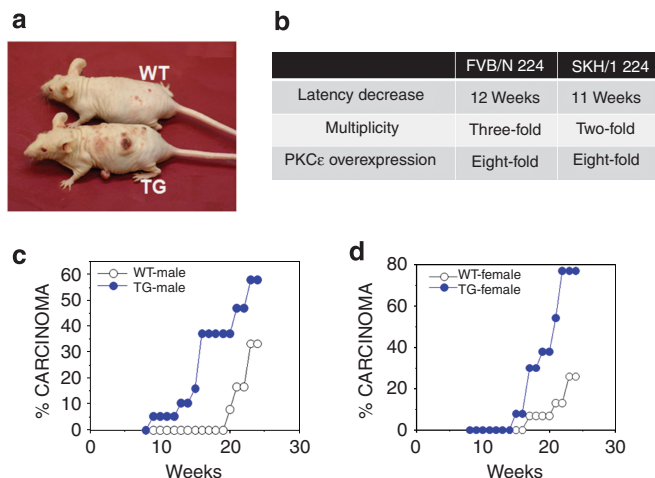 a
WT
TG
b
FVB/N 224 SKH/1 224
Latency decrease 12 Weeks 11 Weeks
Multiplicity Three-fold Two-fold
PKCε overexpression Eight-fold Eight-fold
c
WT-male
TG-male
% CARCINOMA
60
50
40
30
20
10
0
0 10 20 30
Weeks
d
WT-female
TG-female
% CARCINOMA
80
60
40
20
0
0 10 20 30
Weeks